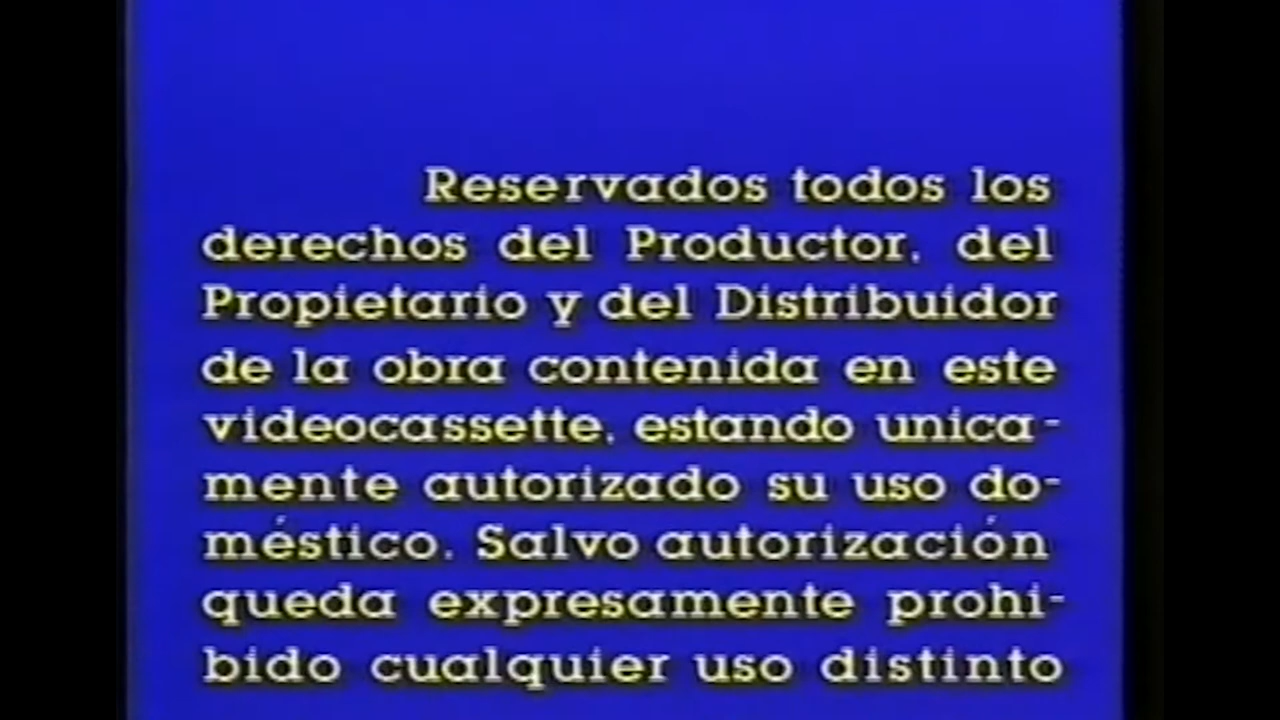 Reservados todos los
derechos del Productor, del
Propietario y del Distribuidor
de la obra contenida en este
videocassette, estando unica-
mente autorizado su uso do-
méstico. Salvo autorización
queda expresamente prohi-
bido cualquier uso distinto